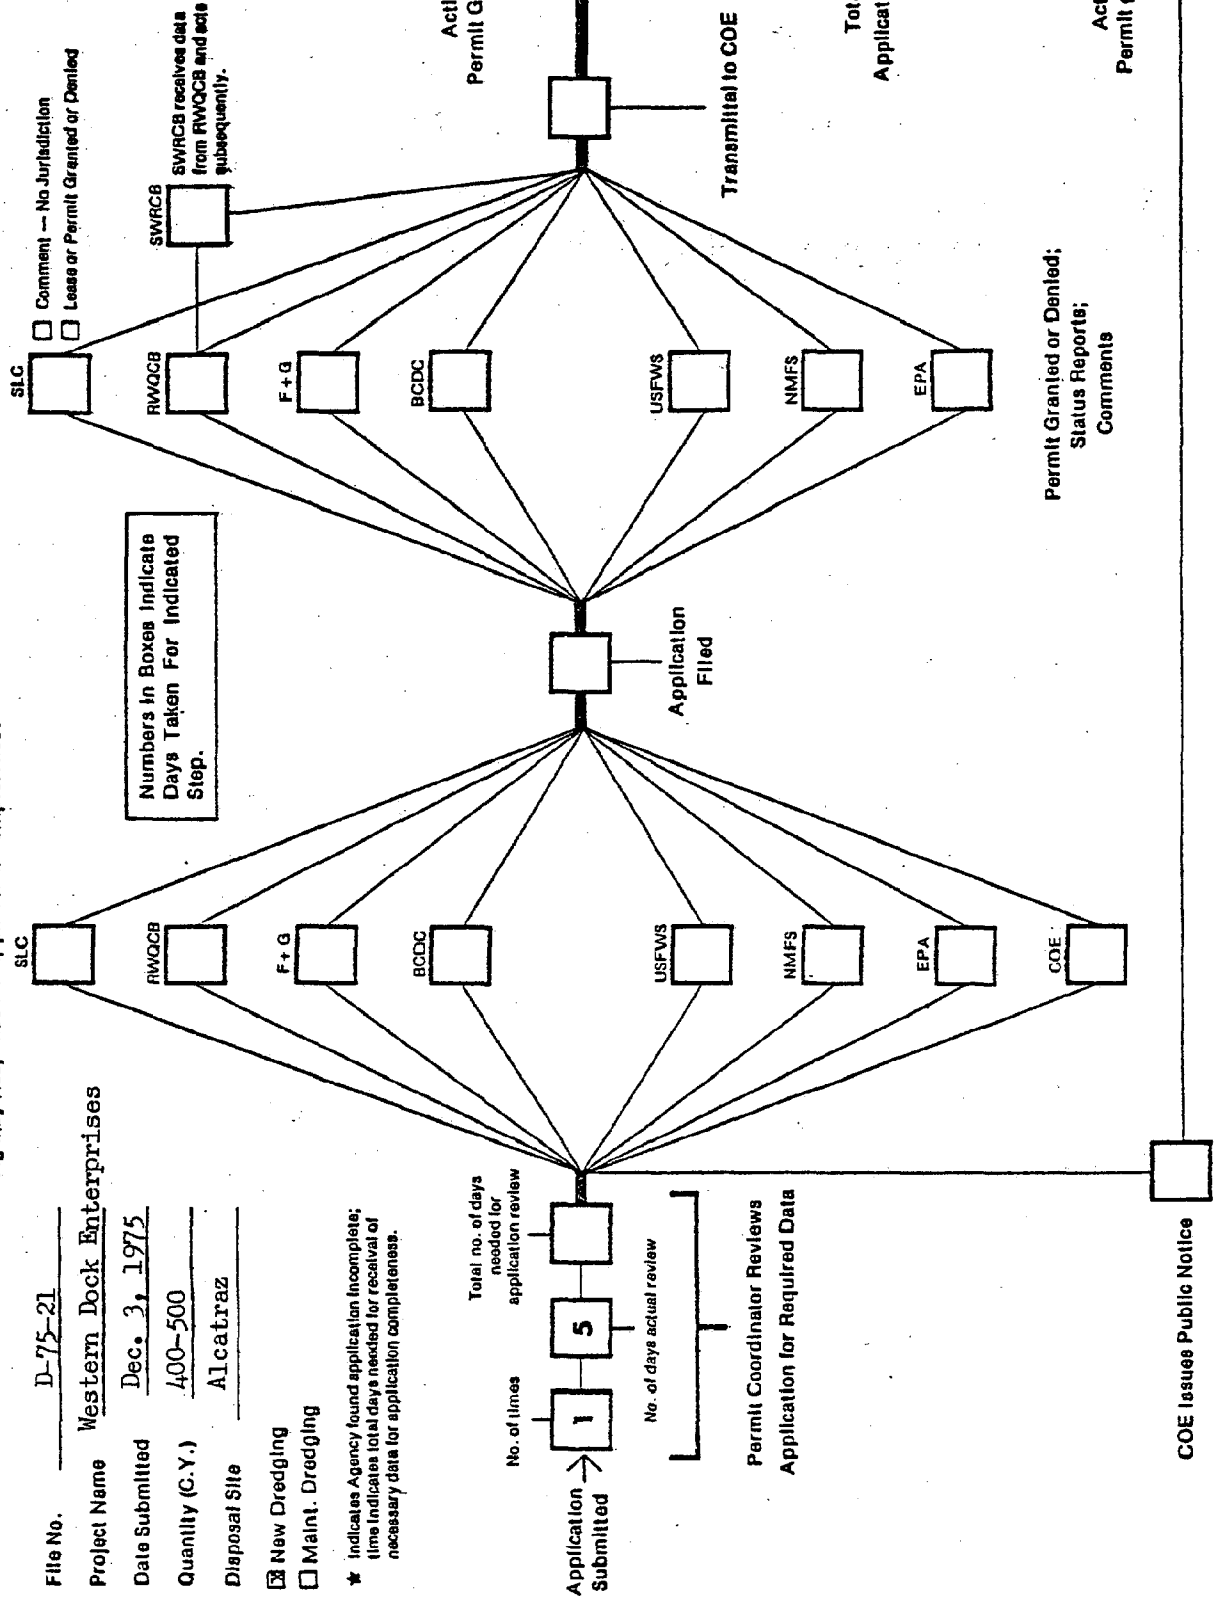 File No. D-75-21
Project Name Western Dock Enterprises
Date Submitted Dec. 3, 1975
Quantity (C.Y.) 400-500
Disposal Site Alcatraz
☒ New Dredging
☐ Maint. Dredging
★ Indicates Agency found application incomplete;
time indicates total days needed for receival of
necessary data for application completeness.
Numbers In Boxes Indicate
Days Taken For Indicated
Step.
Application
Submitted
No. of times
1
5
No. of days actual review
Total no. of days
needed for
application review
Permit Coordinator Reviews
Application for Required Data
COE Issues Public Notice
SLC
RWQCB
F+G
BCDC
USFWS
NMFS
EPA
COE
Application
Filed
SLC
☐ Comment — No Jurisdiction
☐ Lease or Permit Granted or Denied
RWQCB
SWRCB
SWRCB receives data
from RWQCB and acts
subsequently.
F+G
BCDC
USFWS
NMFS
EPA
Permit Granted or Denied;
Status Reports;
Comments
Transmittal to COE
Acti
Permit G
Tot
Applicat
Act
Permit